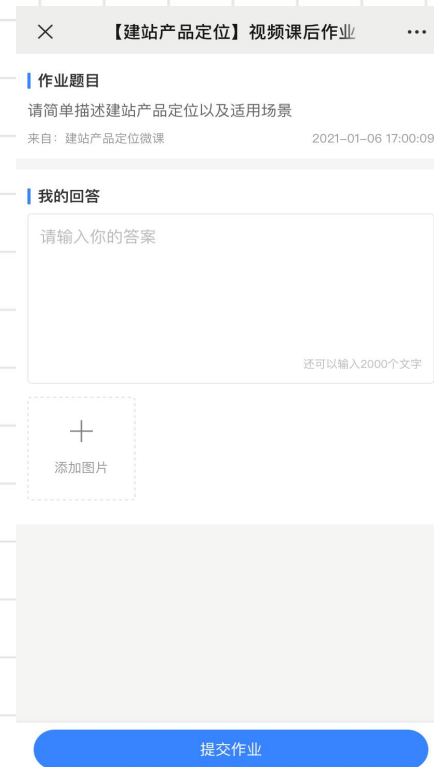 【建站产品定位】视频课后作业
作业题目
请简单描述建站产品定位以及适用场景
来自：建站产品定位微课 2021-01-06 17:00:09
我的回答
请输入你的答案
还可以输入2000个文字
添加图片
提交作业